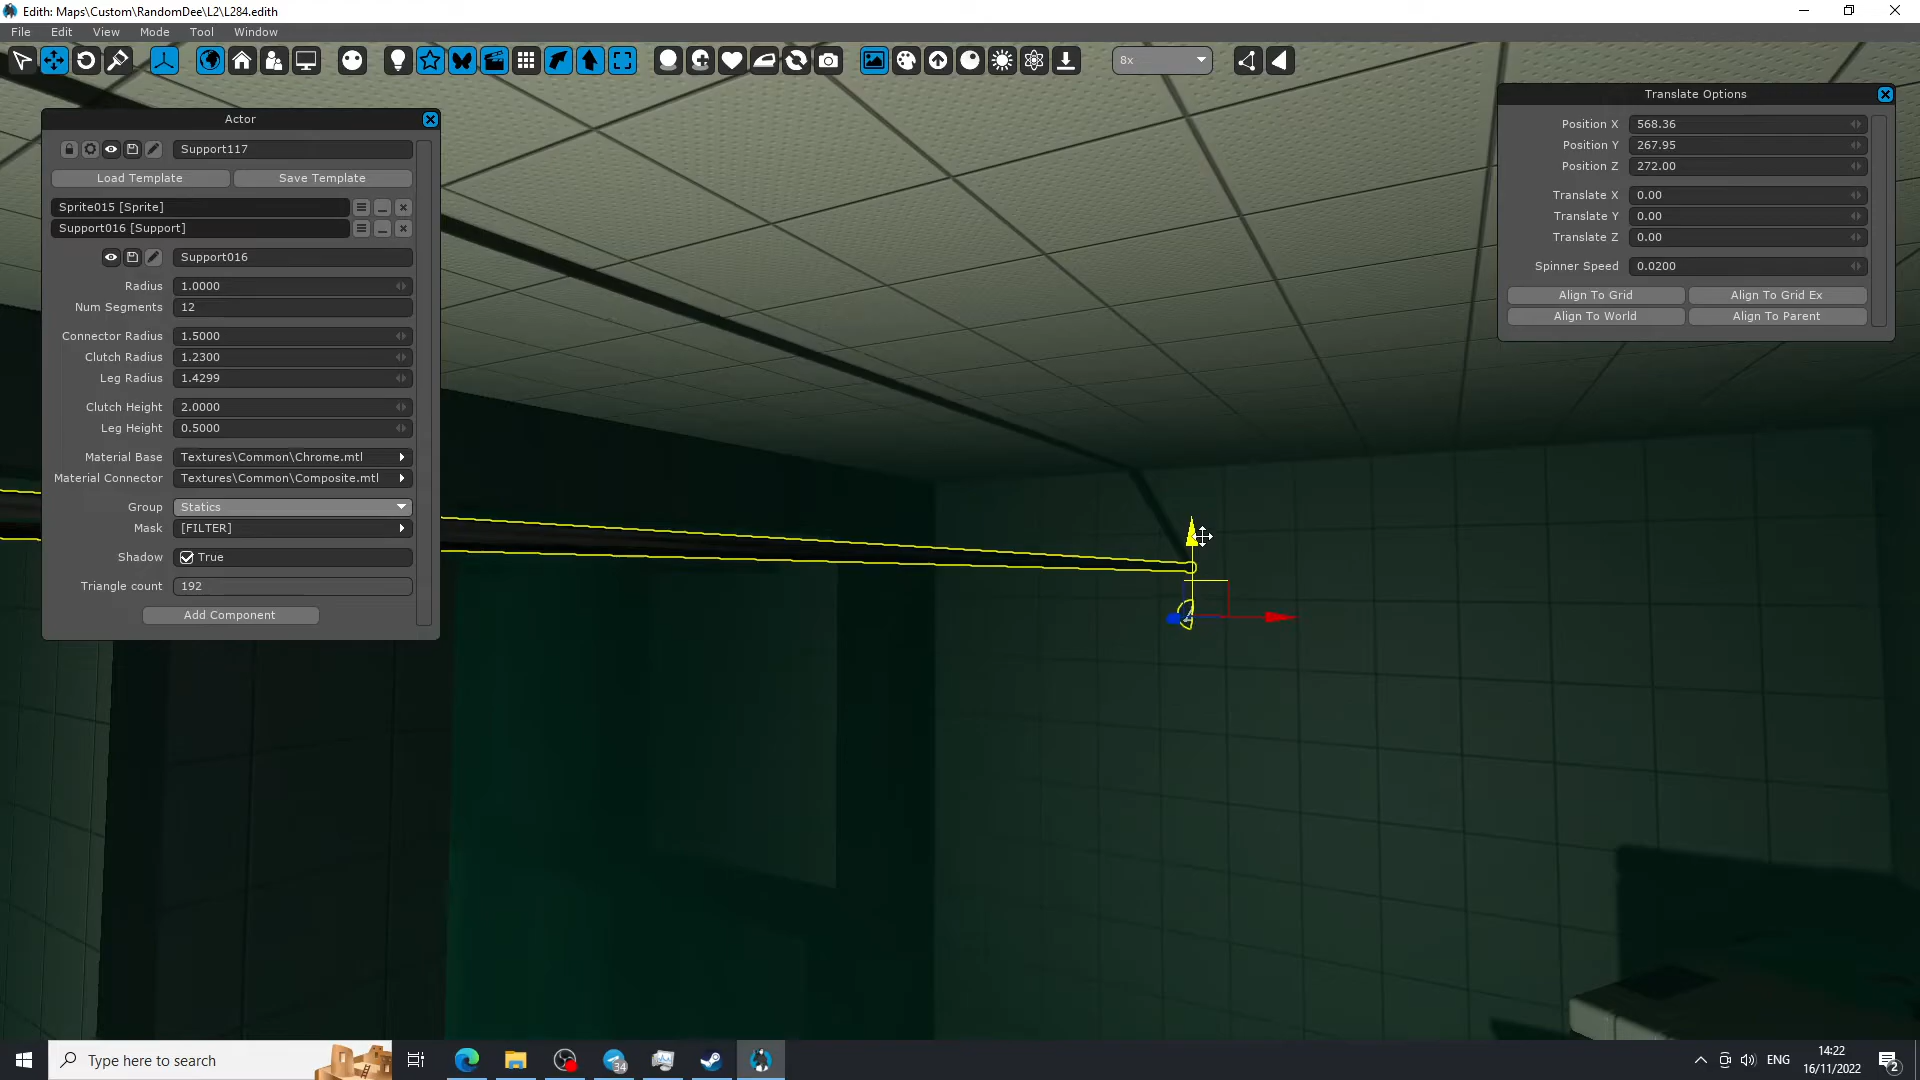 Edith: Maps\Custom\RandomDee\L2\L284.edith
File Edit View Mode Tool Window
8x
Actor
Support117
Load Template Save Template
Sprite015 [Sprite]
Support016 [Support]
Support016
Radius 1.0000
Num Segments 12
Connector Radius 1.5000
Clutch Radius 1.2300
Leg Radius 1.4299
Clutch Height 2.0000
Leg Height 0.5000
Material Base Textures\Common\Chrome.mtl
Material Connector Textures\Common\Composite.mtl
Group Statics
Mask [FILTER]
Shadow True
Triangle count 192
Add Component
Translate Options
Position X 568.36
Position Y 267.95
Position Z 272.00
Translate X 0.00
Translate Y 0.00
Translate Z 0.00
Spinner Speed 0.0200
Align To Grid Align To Grid Ex
Align To World Align To Parent
Type here to search
34
ENG
14:22
16/11/2022
2